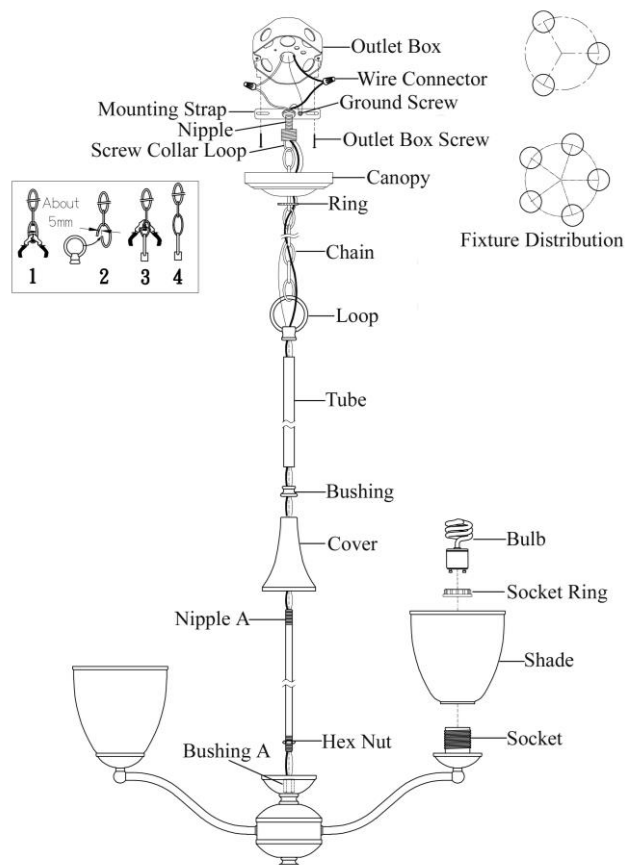 Outlet Box
Wire Connector
Mounting Strap
Ground Screw
Nipple
Outlet Box Screw
Screw Collar Loop
Canopy
Ring
Fixture Distribution
About
5mm
1 2 3 4
Chain
Loop
Tube
Bushing
Cover
Bulb
Socket Ring
Nipple A
Shade
Hex Nut
Socket
Bushing A